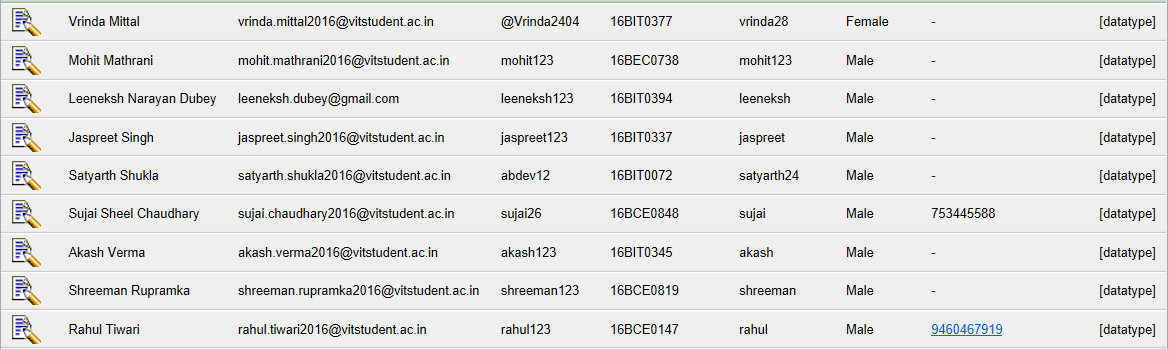 Vrinda Mittal vrinda.mittal2016@vitstudent.ac.in @Vrinda2404 16BIT0377 vrinda28 Female - [datatype]
Mohit Mathrani mohit.mathrani2016@vitstudent.ac.in mohit123 16BEC0738 mohit123 Male - [datatype]
Leeneksh Narayan Dubey leeneksh.dubey@gmail.com leeneksh123 16BIT0394 leeneksh Male - [datatype]
Jaspreet Singh jaspreet.singh2016@vitstudent.ac.in jaspreet123 16BIT0337 jaspreet Male - [datatype]
Satyarth Shukla satyarth.shukla2016@vitstudent.ac.in abdev12 16BIT0072 satyarth24 Male - [datatype]
Sujai Sheel Chaudhary sujai.chaudhary2016@vitstudent.ac.in sujai26 16BCE0848 sujai Male 753445588 [datatype]
Akash Verma akash.verma2016@vitstudent.ac.in akash123 16BIT0345 akash Male - [datatype]
Shreeman Rupramka shreeman.rupramka2016@vitstudent.ac.in shreeman123 16BCE0819 shreeman Male - [datatype]
Rahul Tiwari rahul.tiwari2016@vitstudent.ac.in rahul123 16BCE0147 rahul Male 9460467919 [datatype]